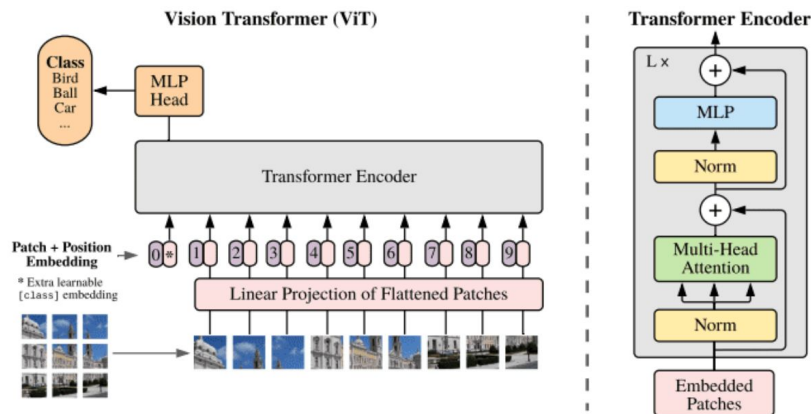 Vision Transformer (ViT)
Class
Bird
Ball
Car
...
MLP
Head
Transformer Encoder
Patch + Position
Embedding
0 * 1 2 3 4 5 6 7 8 9
* Extra learnable
[class] embedding
Linear Projection of Flattened Patches
Transformer Encoder
L ×
+
MLP
Norm
+
Multi-Head
Attention
Norm
Embedded
Patches